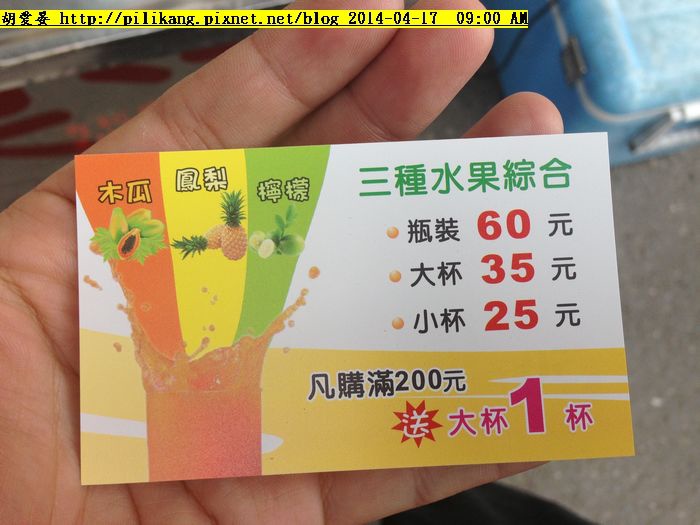 胡愛晏 http://pilikang.pixnet.net/blog 2014-04-17 09:00 AM
木瓜 鳳梨 檸檬
三種水果綜合
瓶裝 60 元
大杯 35 元
小杯 25 元
凡購滿200元
送 大杯1杯